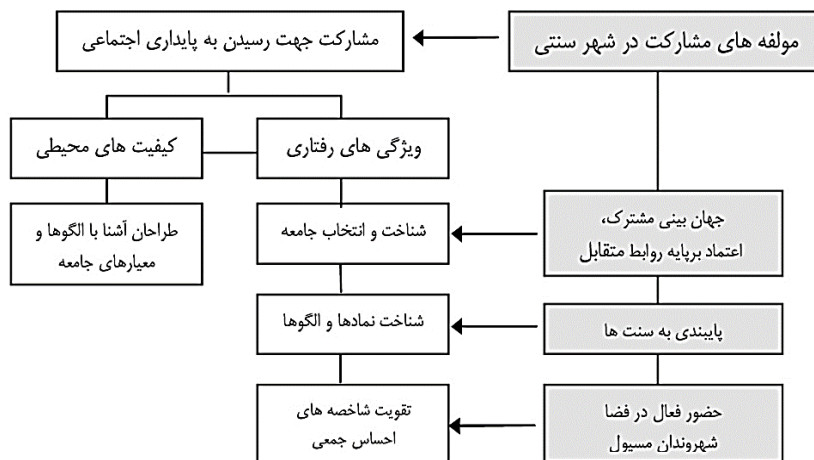 مولفه های مشارکت در شهر سنتی
مشارکت جهت رسیدن به پایداری اجتماعی
ویژگی های رفتاری
کیفیت های محیطی
جهان بینی مشترک،
اعتماد برپایه روابط متقابل
شناخت و انتخاب جامعه
طراحان آشنا با الگوها و
معیارهای جامعه
پایبندی به سنت ها
شناخت نمادها و الگوها
حضور فعال در فضا
شهروندان مسیول
تقویت شاخصه های
احساس جمعی